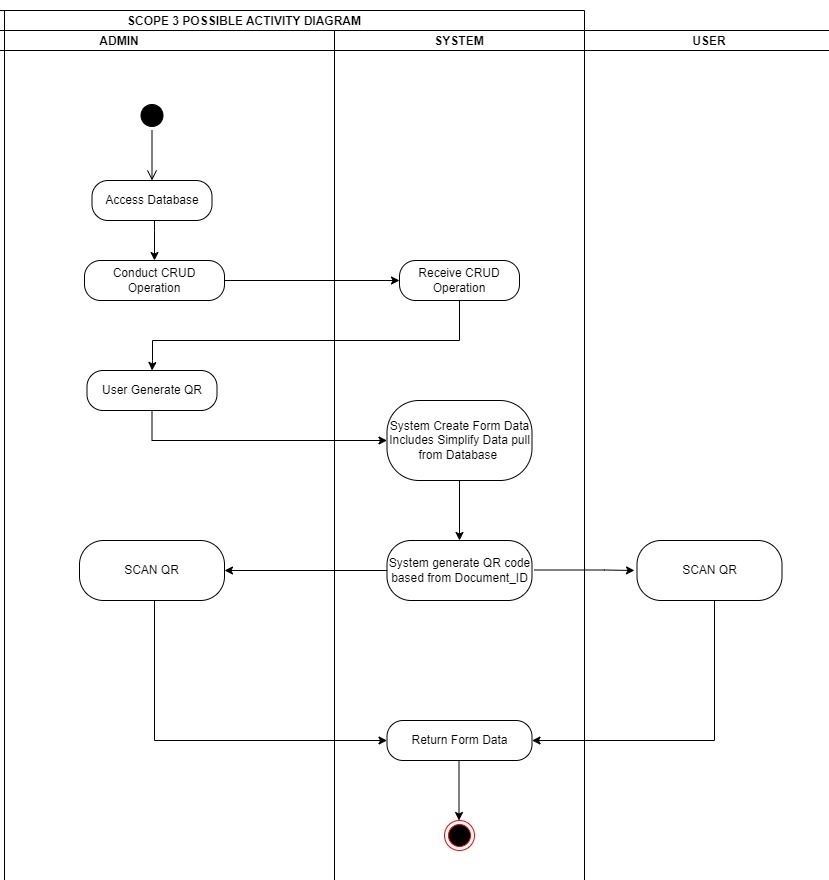 SCOPE 3 POSSIBLE ACTIVITY DIAGRAM
ADMIN
SYSTEM
USER
Access Database
Conduct CRUD
Operation
Receive CRUD
Operation
User Generate QR
System Create Form Data
Includes Simplify Data pull
from Database
SCAN QR
System generate QR code
based from Document_ID
SCAN QR
Return Form Data